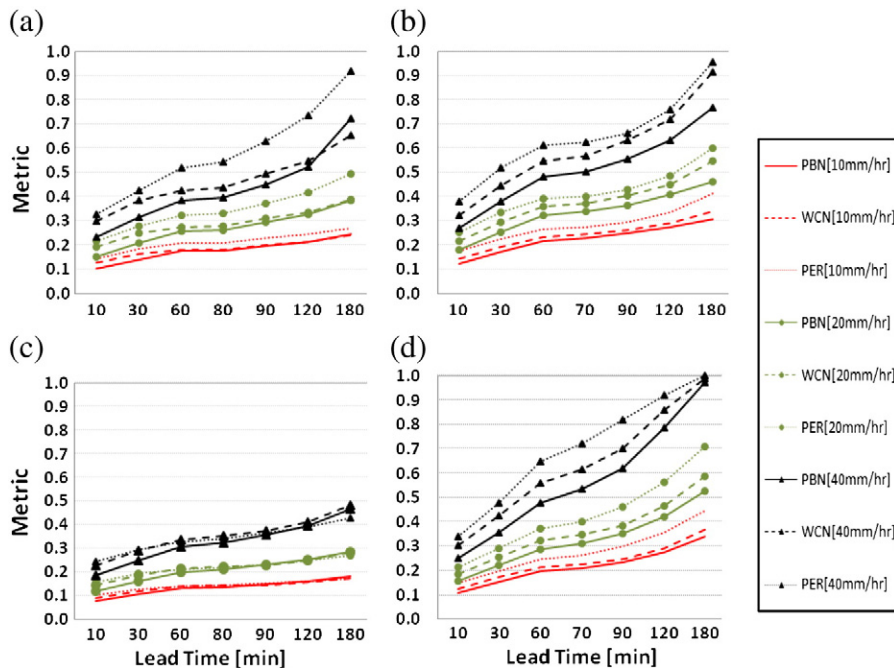 (a)
(b)
Metric
1.0
0.9
0.8
0.7
0.6
0.5
0.4
0.3
0.2
0.1
0.0
10 30 60 80 90 120 180
1.0
0.9
0.8
0.7
0.6
0.5
0.4
0.3
0.2
0.1
0.0
10 30 60 70 90 120 180
(c)
(d)
Metric
1.0
0.9
0.8
0.7
0.6
0.5
0.4
0.3
0.2
0.1
0.0
10 30 60 80 90 120 180
Lead Time [min]
1.0
0.9
0.8
0.7
0.6
0.5
0.4
0.3
0.2
0.1
0.0
10 30 60 70 90 120 180
Lead Time [min]
PBN[10mm/hr]
WCN[10mm/hr]
PER[10mm/hr]
PBN[20mm/hr]
WCN[20mm/hr]
PER[20mm/hr]
PBN[40mm/hr]
WCN[40mm/hr]
PER[40mm/hr]